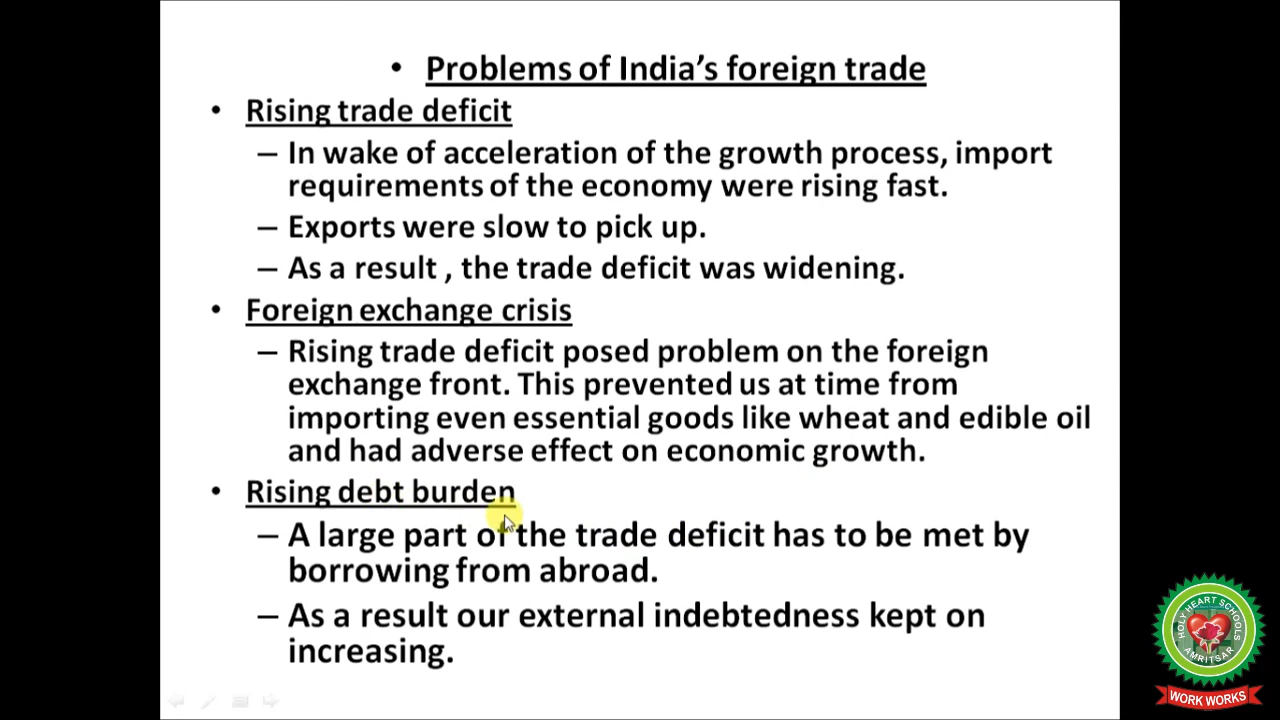 • Problems of India's foreign trade
• Rising trade deficit
– In wake of acceleration of the growth process, import
requirements of the economy were rising fast.
– Exports were slow to pick up.
– As a result , the trade deficit was widening.
• Foreign exchange crisis
– Rising trade deficit posed problem on the foreign
exchange front. This prevented us at time from
importing even essential goods like wheat and edible oil
and had adverse effect on economic growth.
• Rising debt burden
– A large part of the trade deficit has to be met by
borrowing from abroad.
– As a result our external indebtedness kept on
increasing.
HOLY HEART SCHOOLS
AMRITSAR
WORK WORKS